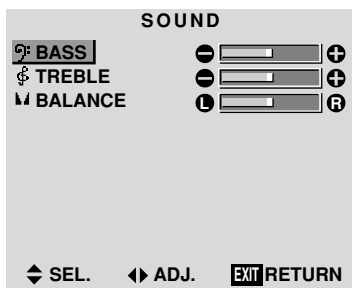 SOUND
BASS
TREBLE
BALANCE L R
SEL. ADJ. EXIT RETURN